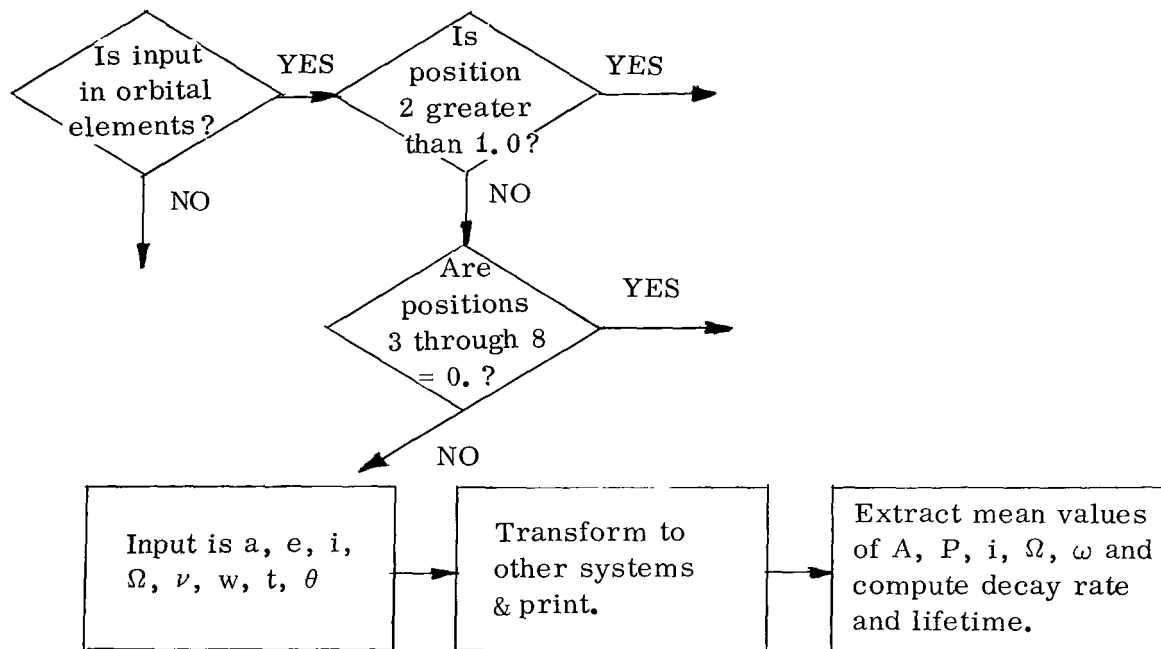 Is input
in orbital
elements?
YES
Is
position
2 greater
than 1.0?
YES
NO
NO
Are
positions
3 through 8
= 0. ?
YES
NO
Input is a, e, i,
Ω, ν, w, t, θ
Transform to
other systems
& print.
Extract mean values
of A, P, i, Ω, ω and
compute decay rate
and lifetime.